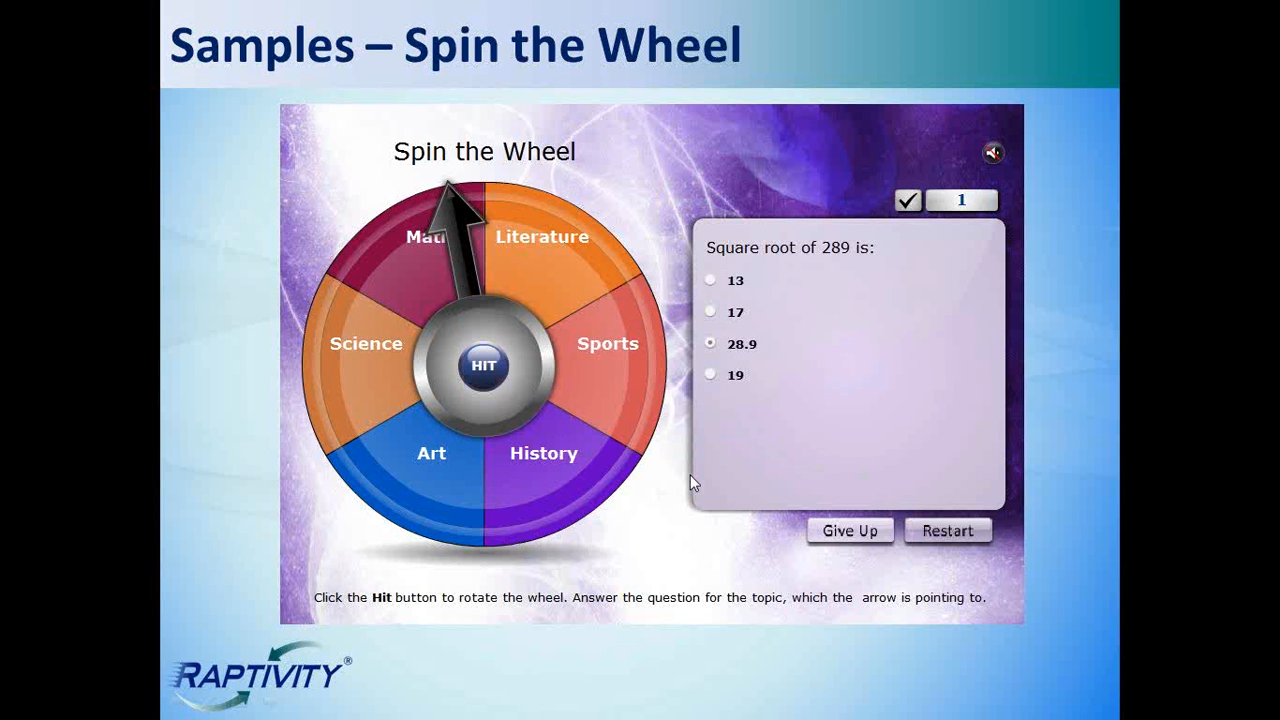 Samples – Spin the Wheel
Spin the Wheel
1
Math Literature
Science Sports
Art History
HIT
Square root of 289 is:
13
17
28.9
19
Give Up Restart
Click the Hit button to rotate the wheel. Answer the question for the topic, which the arrow is pointing to.
RAPTIVITY®